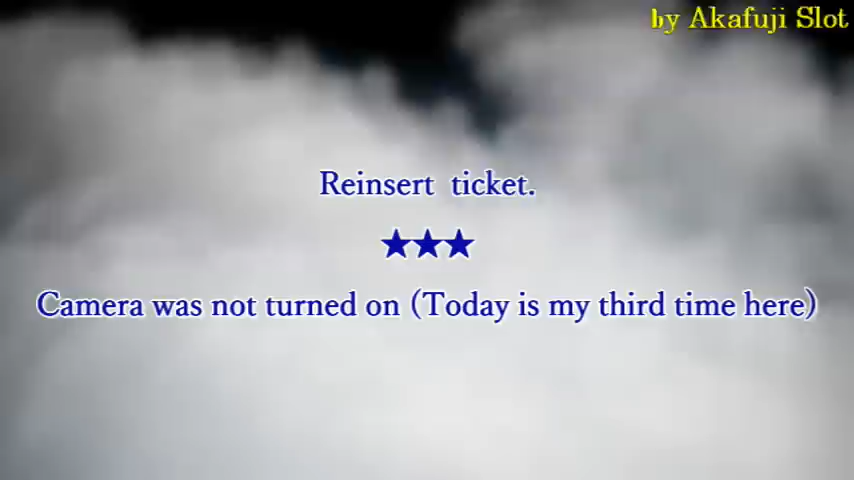 by Akafuji Slot
Reinsert ticket.
★★★
Camera was not turned on (Today is my third time here)